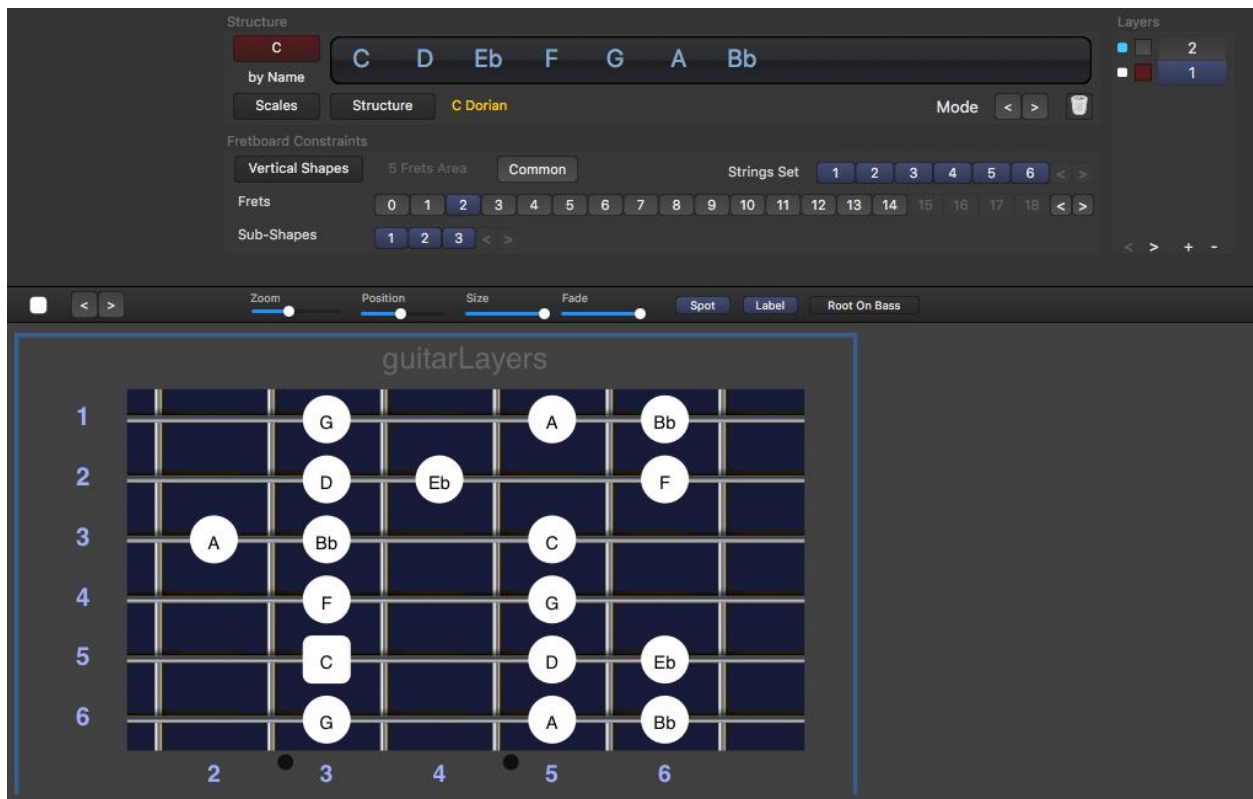 Structure
Layers
C
C D Eb F G A Bb
2
by Name
1
Scales Structure C Dorian Mode < >
Fretboard Constraints
Vertical Shapes 5 Frets Area Common Strings Set 1 2 3 4 5 6 < >
Frets 0 1 2 3 4 5 6 7 8 9 10 11 12 13 14 15 16 17 18 < >
Sub-Shapes 1 2 3 < >
< > + -
< > Zoom Position Size Fade Spot Label Root On Bass
guitarLayers
1 G A Bb
2 D Eb F
3 A Bb C
4 F G
5 C D Eb
6 G A Bb
2 3 4 5 6